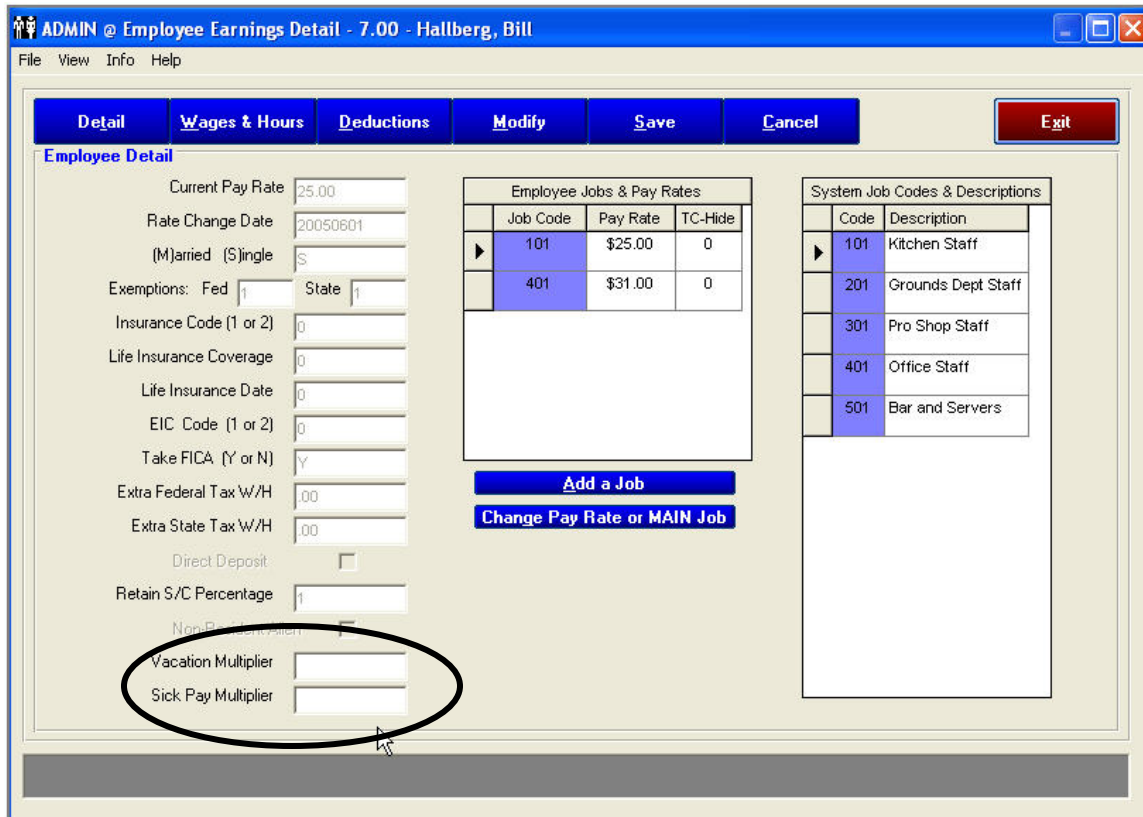 ADMIN @ Employee Earnings Detail - 7.00 - Hallberg, Bill
File View Info Help
Detail Wages & Hours Deductions Modify Save Cancel Exit
Employee Detail
Current Pay Rate 25.00
Rate Change Date 20050601
(M)arried (S)ingle S
Exemptions: Fed 1 State 1
Insurance Code (1 or 2) 0
Life Insurance Coverage 0
Life Insurance Date 0
EIC Code (1 or 2) 0
Take FICA (Y or N) Y
Extra Federal Tax W/H .00
Extra State Tax W/H .00
Direct Deposit
Retain S/C Percentage 1
Non-Resident Alien
Vacation Multiplier
Sick Pay Multiplier
Employee Jobs & Pay Rates
Job Code Pay Rate TC-Hide
101 $25.00 0
401 $31.00 0
Add a Job
Change Pay Rate or MAIN Job
System Job Codes & Descriptions
Code Description
101 Kitchen Staff
201 Grounds Dept Staff
301 Pro Shop Staff
401 Office Staff
501 Bar and Servers